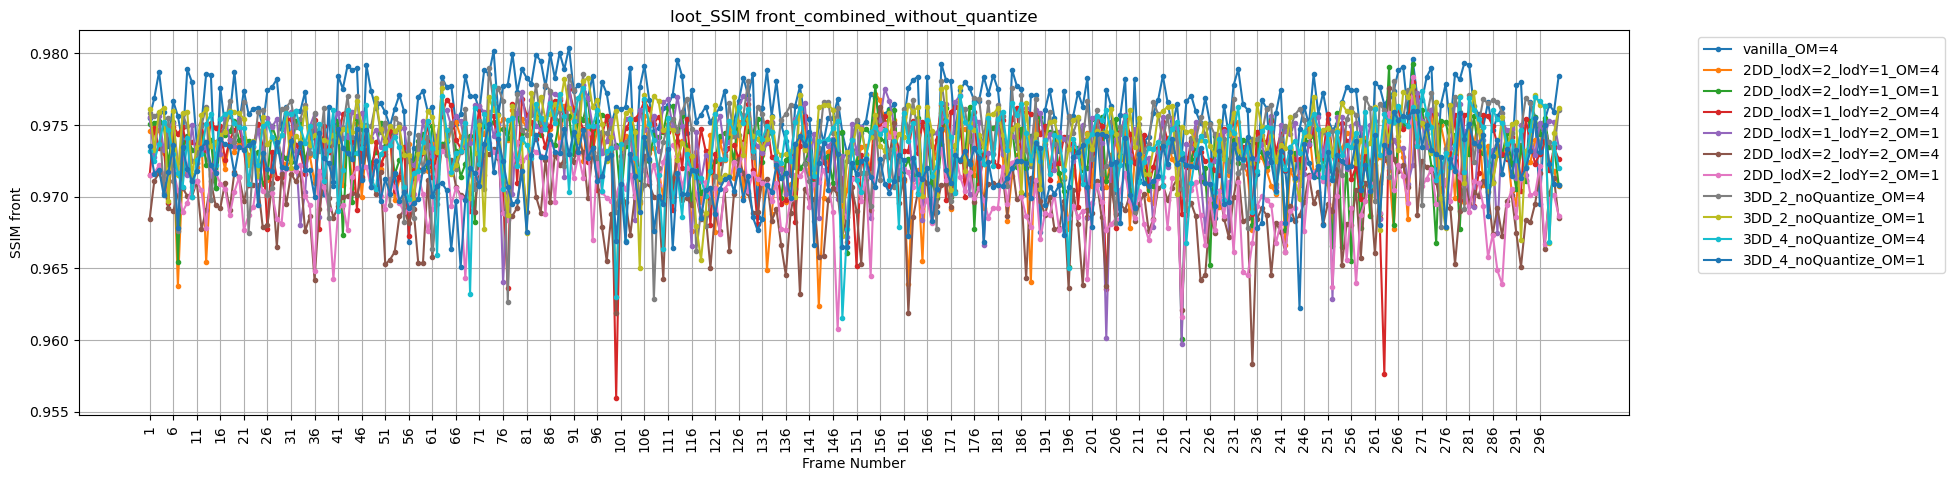 loot_SSIM front_combined_without_quantize
SSIM front
0.980
0.975
0.970
0.965
0.960
0.955
1 6 11 16 21 26 31 36 41 46 51 56 61 66 71 76 81 86 91 96 101 106 111 116 121 126 131 136 141 146 151 156 161 166 171 176 181 186 191 196 201 206 211 216 221 226 231 236 241 246 251 256 261 266 271 276 281 286 291 296
Frame Number
vanilla_OM=4
2DD_lodX=2_lodY=1_OM=4
2DD_lodX=2_lodY=1_OM=1
2DD_lodX=1_lodY=2_OM=4
2DD_lodX=1_lodY=2_OM=1
2DD_lodX=2_lodY=2_OM=4
2DD_lodX=2_lodY=2_OM=1
3DD_2_noQuantize_OM=4
3DD_2_noQuantize_OM=1
3DD_4_noQuantize_OM=4
3DD_4_noQuantize_OM=1